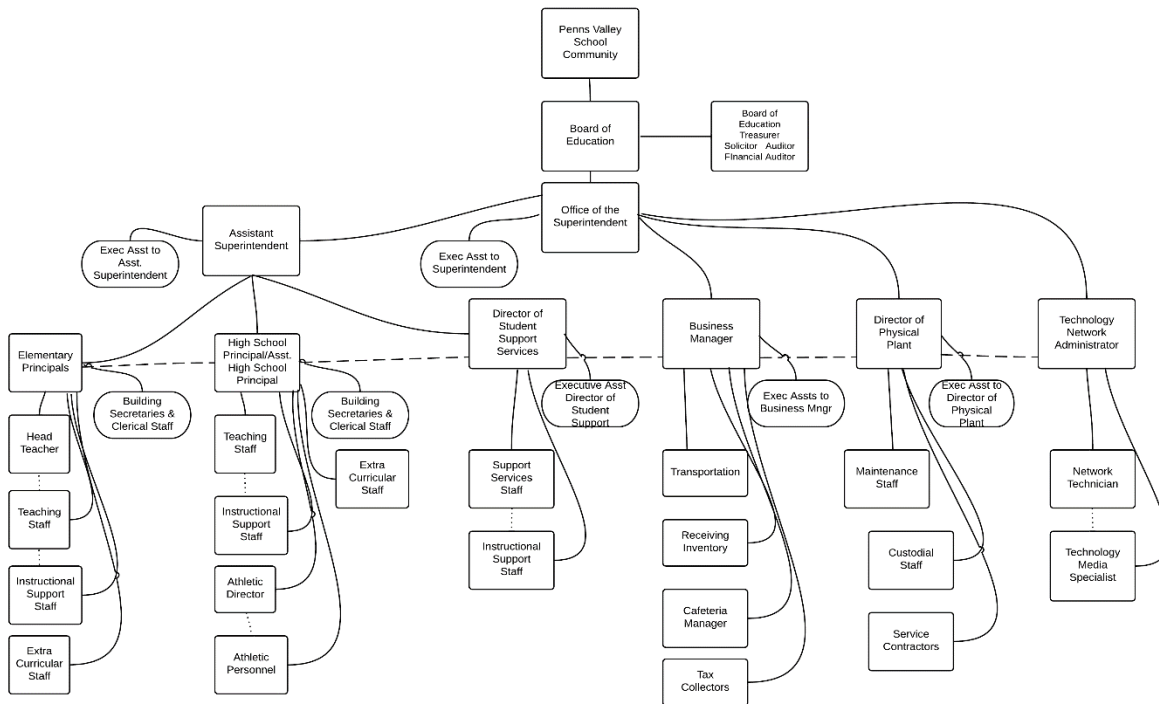 Penns Valley
School
Community
Board of
Education
Board of
Education
Treasurer
Solicitor Auditor
FInancial Auditor
Office of the
Superintendent
Assistant
Superintendent
Exec Asst to
Asst.
Superintendent
Exec Asst to
Superintendent
Elementary
Principals
High School
Principal/Asst.
High School
Principal
Director of
Student
Support
Services
Business
Manager
Director of
Physical
Plant
Technology
Network
Administrator
Building
Secretaries &
Clerical Staff
Building
Secretaries &
Clerical Staff
Executive Asst
Director of
Student
Support
Exec Assts to
Business Mngr
Exec Asst to
Director of
Physical
Plant
Head
Teacher
Teaching
Staff
Instructional
Support
Staff
Extra
Curricular
Staff
Teaching
Staff
Extra
Curricular
Staff
Instructional
Support
Staff
Athletic
Director
Athletic
Personnel
Support
Services
Staff
Instructional
Support
Staff
Transportation
Receiving
Inventory
Cafeteria
Manager
Tax
Collectors
Maintenance
Staff
Custodial
Staff
Service
Contractors
Network
Technician
Technology
Media
Specialist